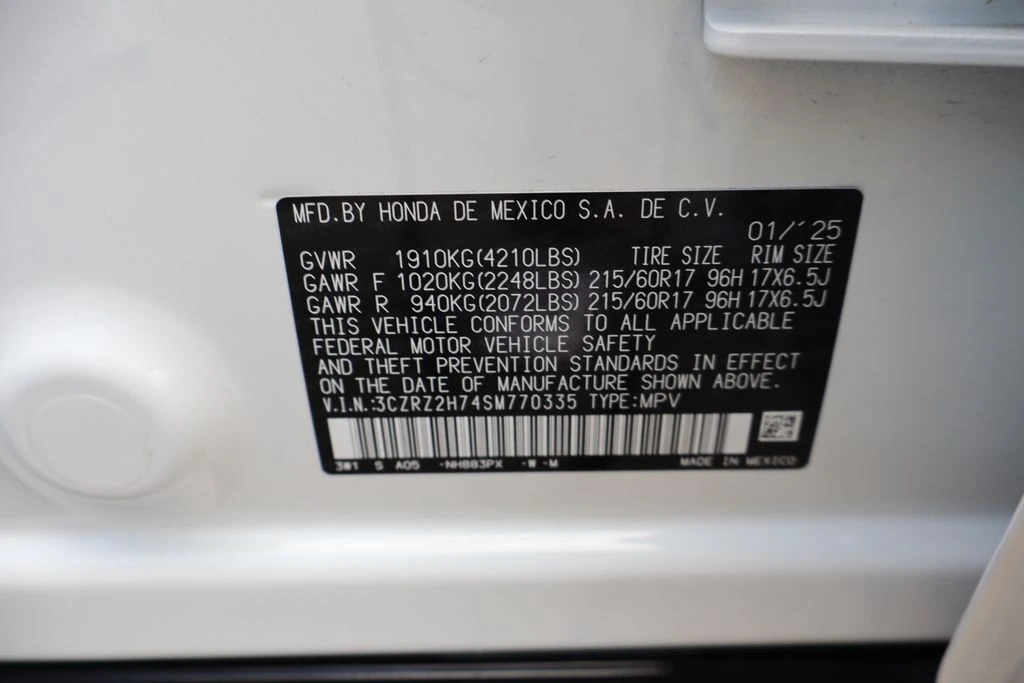 MFD.BY HONDA DE MEXICO S.A. DE C.V.
01/'25
GVWR 1910KG(4210LBS) TIRE SIZE RIM SIZE
GAWR F 1020KG(2248LBS) 215/60R17 96H 17X6.5J
GAWR R 940KG(2072LBS) 215/60R17 96H 17X6.5J
THIS VEHICLE CONFORMS TO ALL APPLICABLE
FEDERAL MOTOR VEHICLE SAFETY
AND THEFT PREVENTION STANDARDS IN EFFECT
ON THE DATE OF MANUFACTURE SHOWN ABOVE.
V.I.N.:3CZRZ2H74SM770335 TYPE:MPV
3W1 S A05 -NH883PX -W -M MADE IN MEXICO